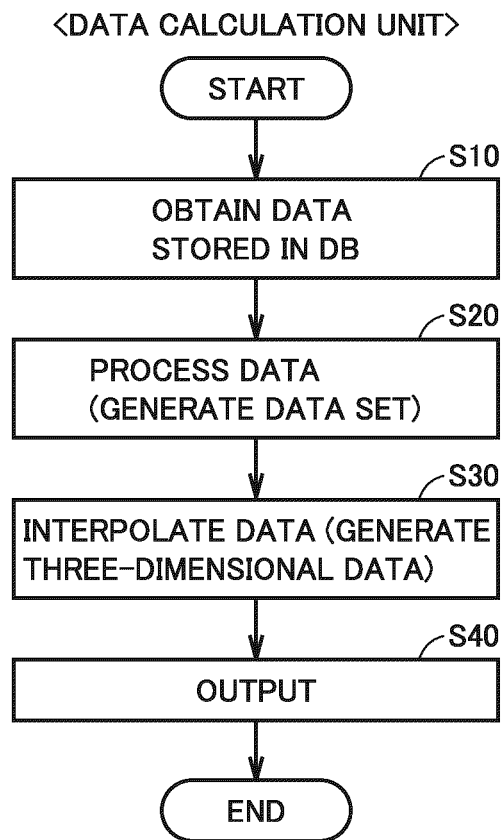 <DATA CALCULATION UNIT>
START
S10
OBTAIN DATA
STORED IN DB
S20
PROCESS DATA
(GENERATE DATA SET)
S30
INTERPOLATE DATA (GENERATE
THREE-DIMENSIONAL DATA)
S40
OUTPUT
END